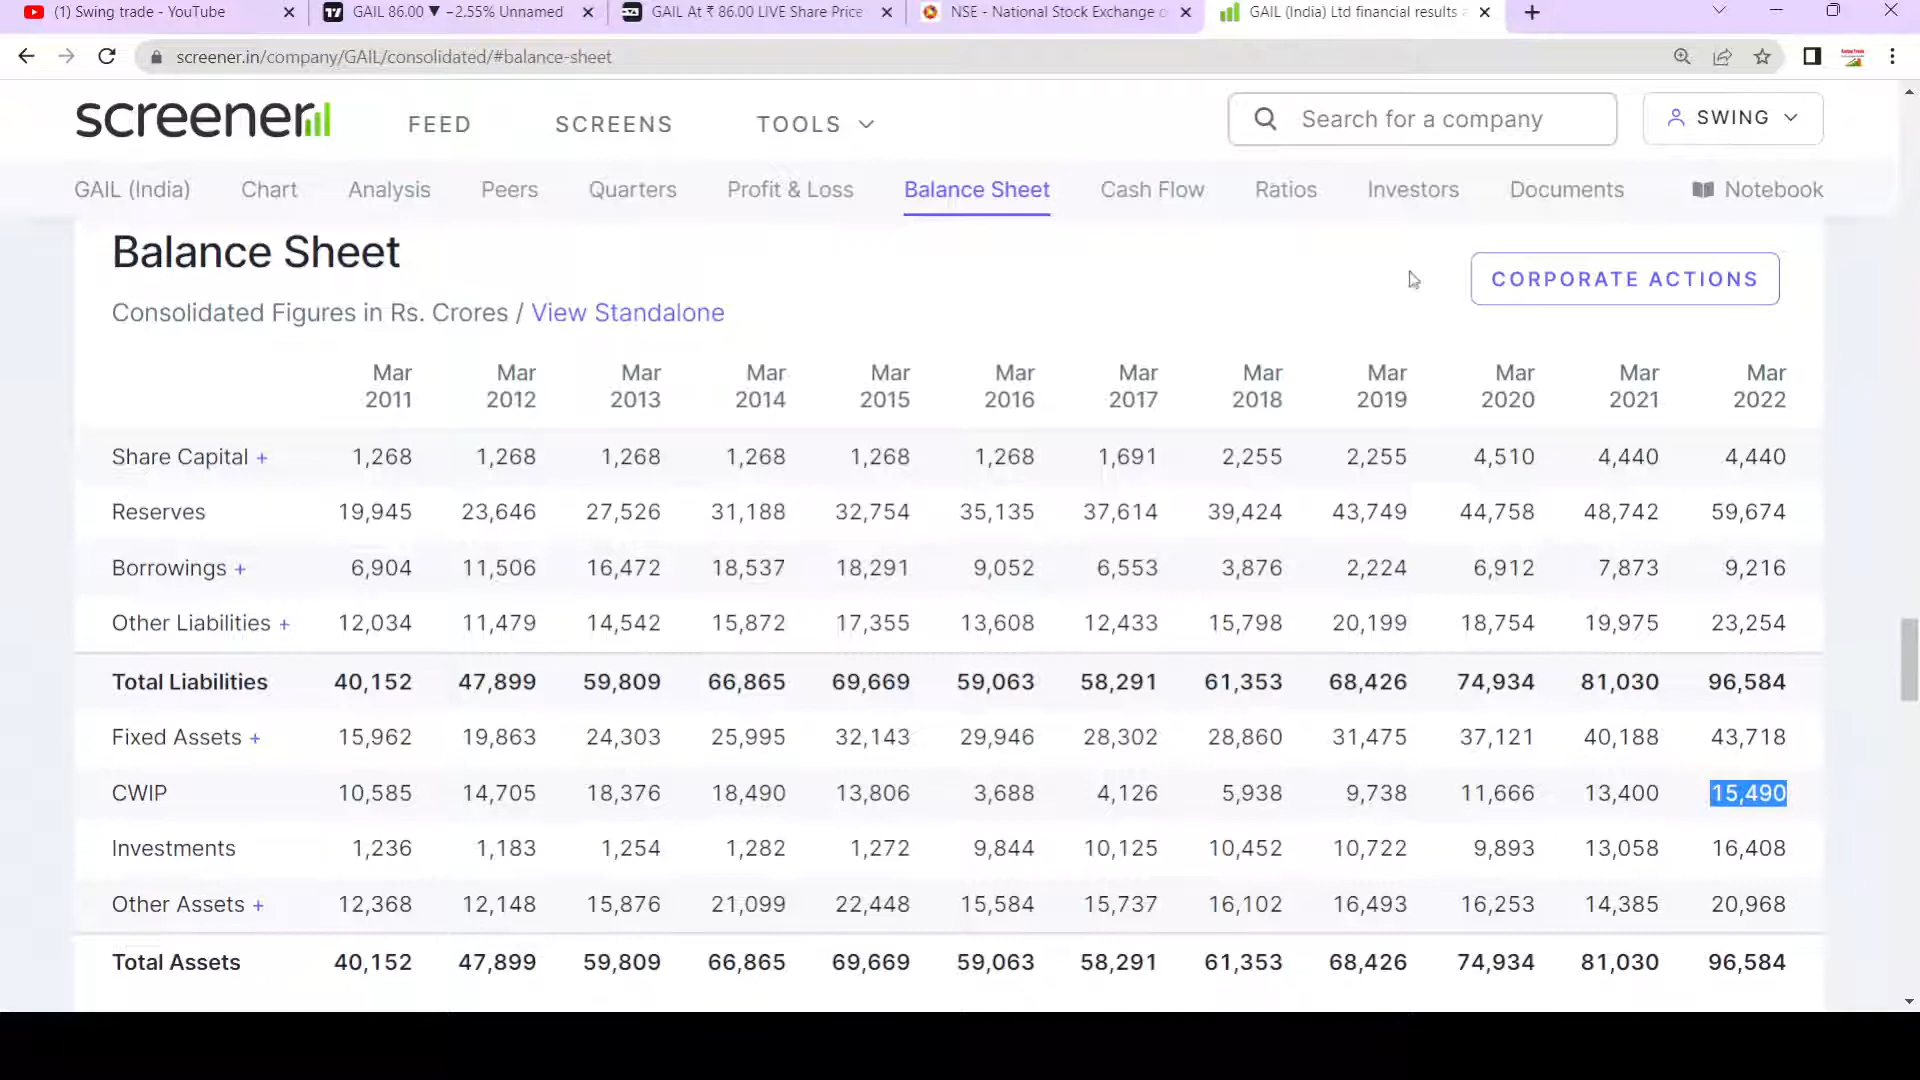 (1) Swing trade - YouTube
GAIL 86.00 ▼ −2.55% Unnamed
GAIL At ₹ 86.00 LIVE Share Price
NSE - National Stock Exchange o
GAIL (India) Ltd financial results a
screener.in/company/GAIL/consolidated/#balance-sheet
screener
FEED
SCREENS
TOOLS
Search for a company
SWING
GAIL (India)
Chart
Analysis
Peers
Quarters
Profit & Loss
Balance Sheet
Cash Flow
Ratios
Investors
Documents
Notebook
Balance Sheet
CORPORATE ACTIONS
Consolidated Figures in Rs. Crores / View Standalone
Mar 2011 Mar 2012 Mar 2013 Mar 2014 Mar 2015 Mar 2016 Mar 2017 Mar 2018 Mar 2019 Mar 2020 Mar 2021 Mar 2022
Share Capital + 1,268 1,268 1,268 1,268 1,268 1,268 1,691 2,255 2,255 4,510 4,440 4,440
Reserves 19,945 23,646 27,526 31,188 32,754 35,135 37,614 39,424 43,749 44,758 48,742 59,674
Borrowings + 6,904 11,506 16,472 18,537 18,291 9,052 6,553 3,876 2,224 6,912 7,873 9,216
Other Liabilities + 12,034 11,479 14,542 15,872 17,355 13,608 12,433 15,798 20,199 18,754 19,975 23,254
Total Liabilities 40,152 47,899 59,809 66,865 69,669 59,063 58,291 61,353 68,426 74,934 81,030 96,584
Fixed Assets + 15,962 19,863 24,303 25,995 32,143 29,946 28,302 28,860 31,475 37,121 40,188 43,718
CWIP 10,585 14,705 18,376 18,490 13,806 3,688 4,126 5,938 9,738 11,666 13,400 15,490
Investments 1,236 1,183 1,254 1,282 1,272 9,844 10,125 10,452 10,722 9,893 13,058 16,408
Other Assets + 12,368 12,148 15,876 21,099 22,448 15,584 15,737 16,102 16,493 16,253 14,385 20,968
Total Assets 40,152 47,899 59,809 66,865 69,669 59,063 58,291 61,353 68,426 74,934 81,030 96,584